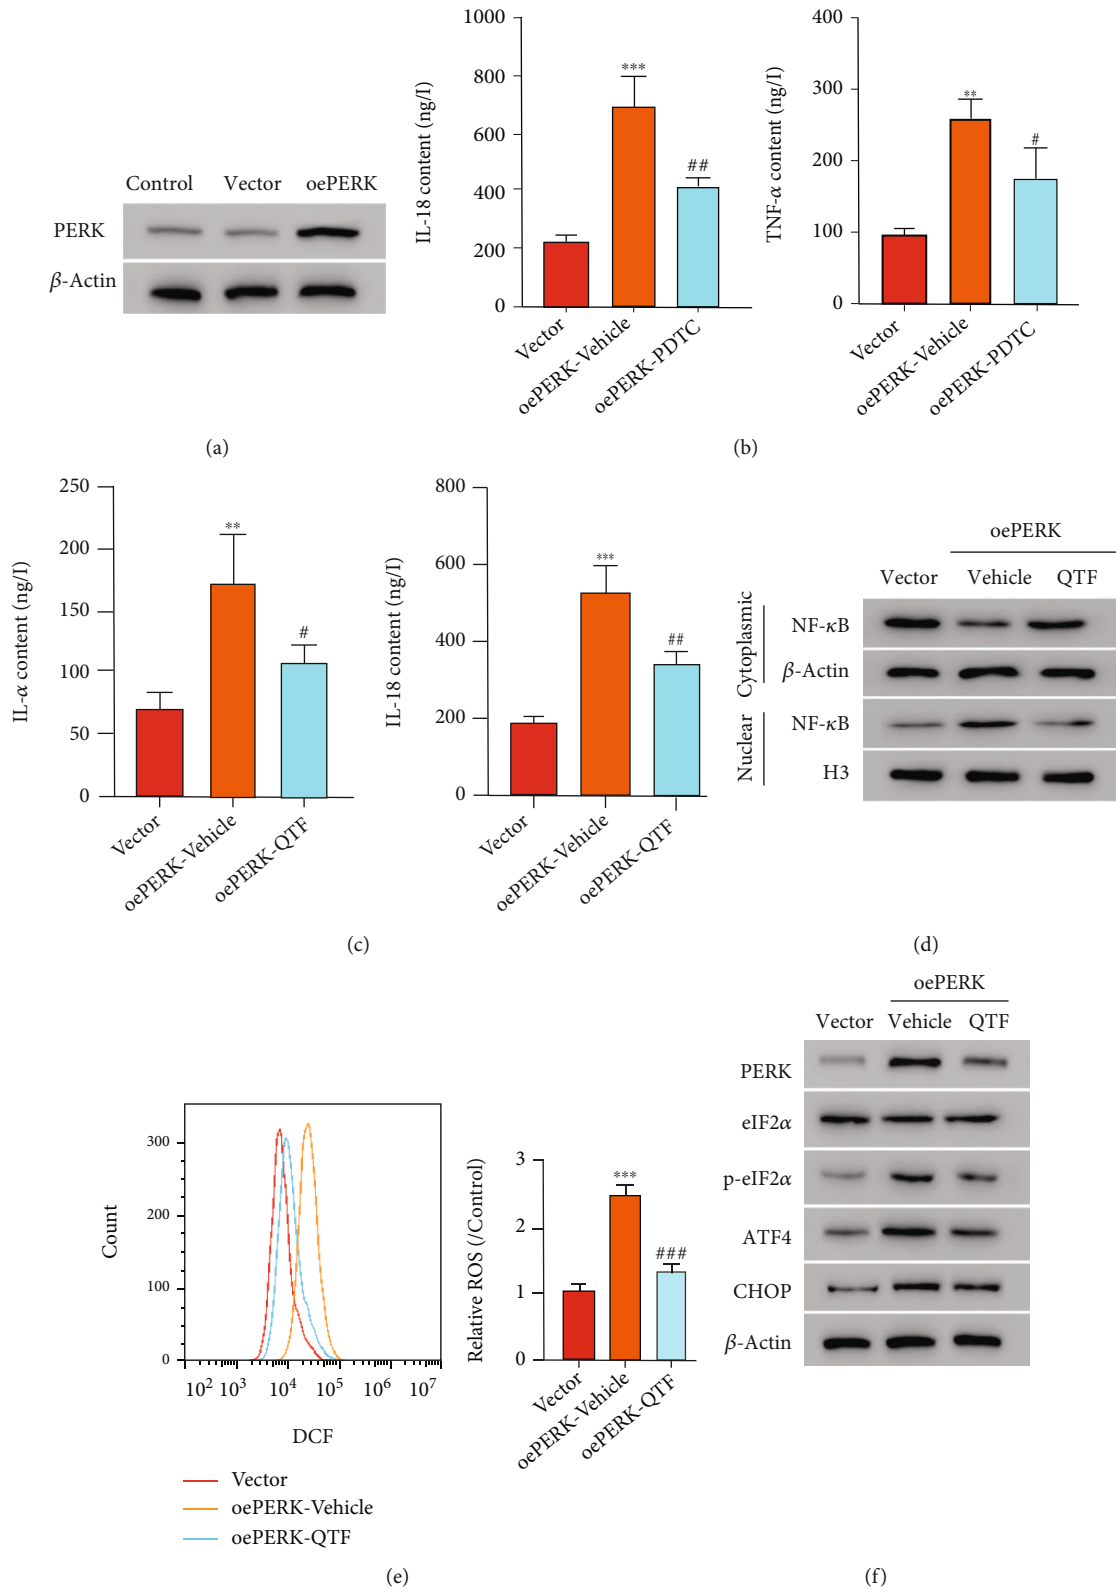 Control Vector oePERK
PERK
β-Actin
(a)
IL-18 content (ng/l)
1000
800
600
400
200
0
***
##
Vector
oePERK-Vehicle
oePERK-PDTC
TNF-α content (ng/l)
400
300
200
100
0
**
#
Vector
oePERK-Vehicle
oePERK-PDTC
(b)
IL-α content (ng/l)
250
200
150
100
50
0
**
#
Vector
oePERK-Vehicle
oePERK-QTF
IL-18 content (ng/l)
800
600
400
200
0
***
##
Vector
oePERK-Vehicle
oePERK-QTF
(c)
oePERK
Vector Vehicle QTF
Cytoplasmic
NF-κB
β-Actin
Nuclear
NF-κB
H3
(d)
Count
300
200
100
0
10² 10³ 10⁴ 10⁵ 10⁶ 10⁷
DCF
Vector
oePERK-Vehicle
oePERK-QTF
Relative ROS (/Control)
3
2
1
0
***
###
Vector
oePERK-Vehicle
oePERK-QTF
(e)
oePERK
Vector Vehicle QTF
PERK
eIF2α
p-eIF2α
ATF4
CHOP
β-Actin
(f)